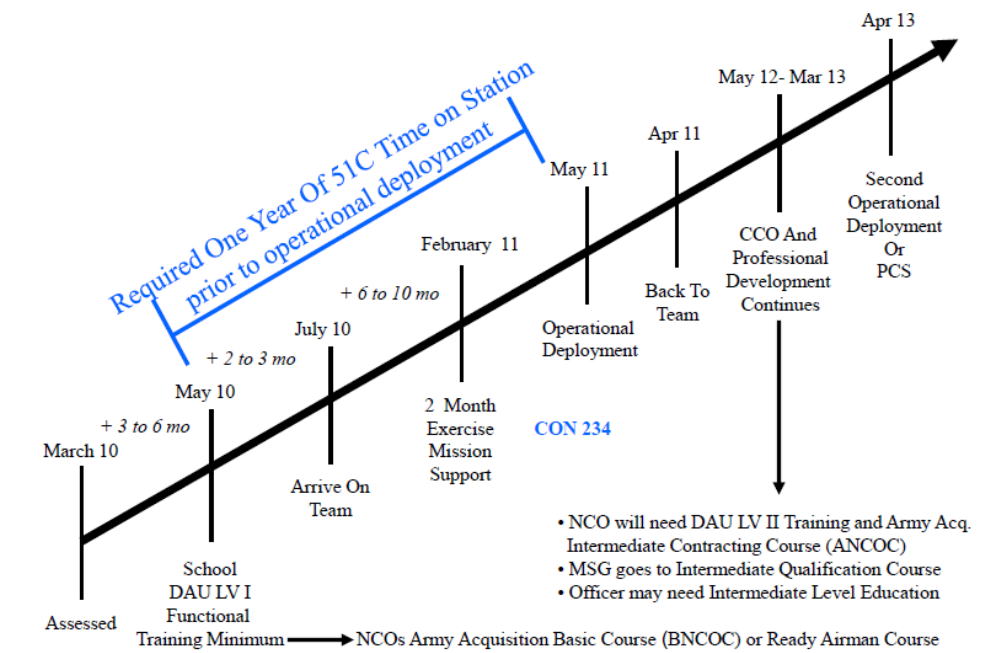 Apr 13
May 12- Mar 13
Required One Year Of 51C Time on Station
prior to operational deployment
Apr 11
May 11
February 11
+ 6 to 10 mo
July 10
+ 2 to 3 mo
May 10
+ 3 to 6 mo
March 10
Assessed
School
DAU LV I
Functional
Training Minimum
NCOs Army Acquisition Basic Course (BNCOC) or Ready Airman Course
Arrive On
Team
2 Month
Exercise
Mission
Support
CON 234
Operational
Deployment
Back To
Team
CCO And
Professional
Development
Continues
Second
Operational
Deployment
Or
PCS
• NCO will need DAU LV II Training and Army Acq.
Intermediate Contracting Course (ANCOC)
• MSG goes to Intermediate Qualification Course
• Officer may need Intermediate Level Education